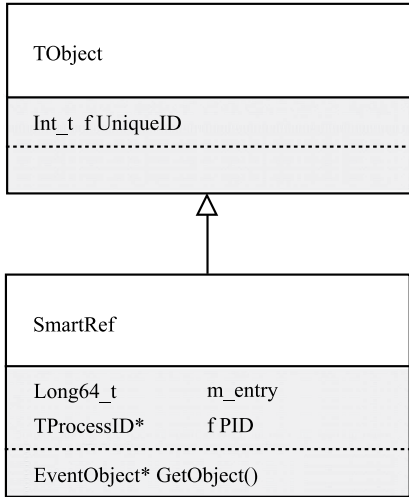 TObject
Int_t f UniqueID
SmartRef
Long64_t m_entry
TProcessID* f PID
EventObject* GetObject()